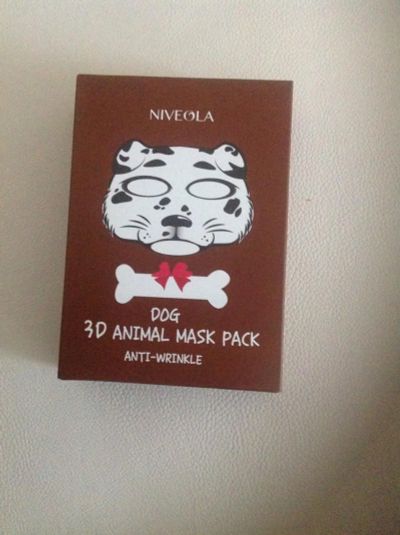 NIVEOLA
DOG
3D ANIMAL MASK PACK
ANTI-WRINKLE